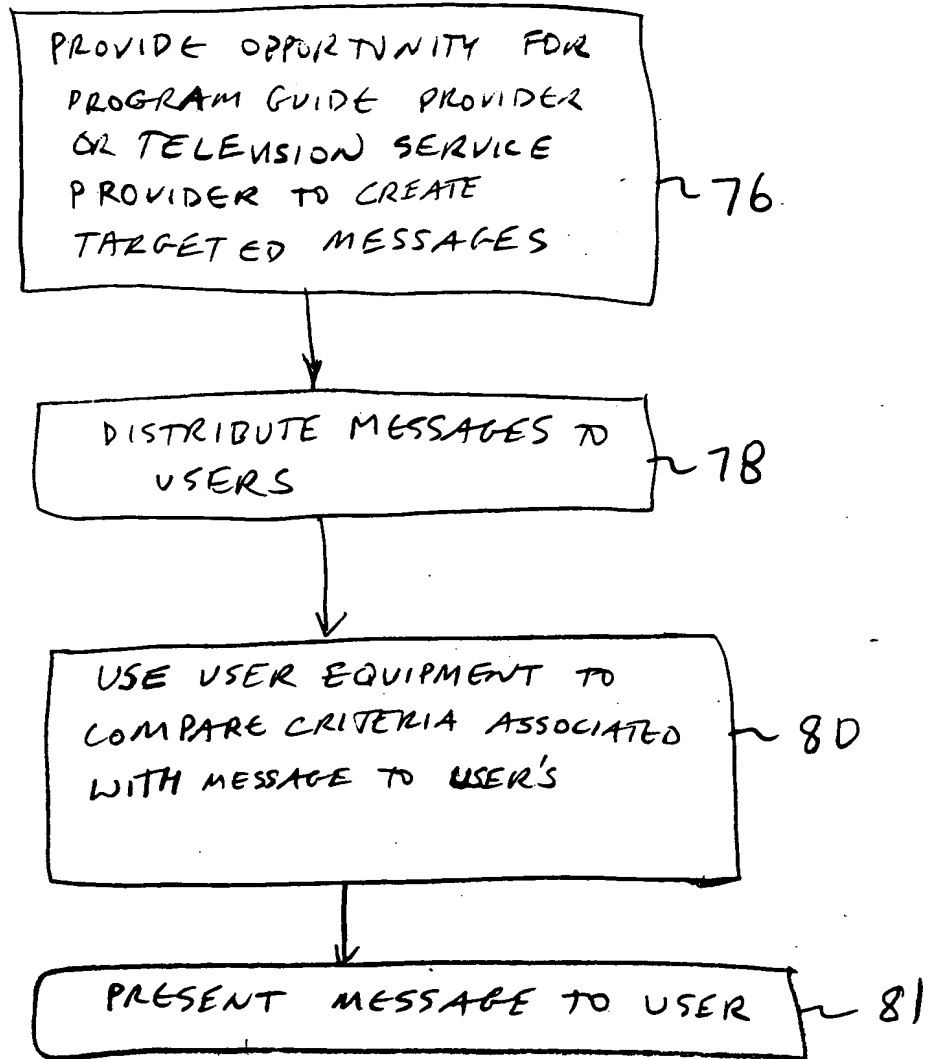 PROVIDE OPPORTUNITY FOR
PROGRAM GUIDE PROVIDER
OR TELEVISION SERVICE
PROVIDER TO CREATE
TARGETED MESSAGES
76
DISTRIBUTE MESSAGES TO
USERS
78
USE USER EQUIPMENT TO
COMPARE CRITERIA ASSOCIATED
WITH MESSAGE TO USER'S
80
PRESENT MESSAGE TO USER
81